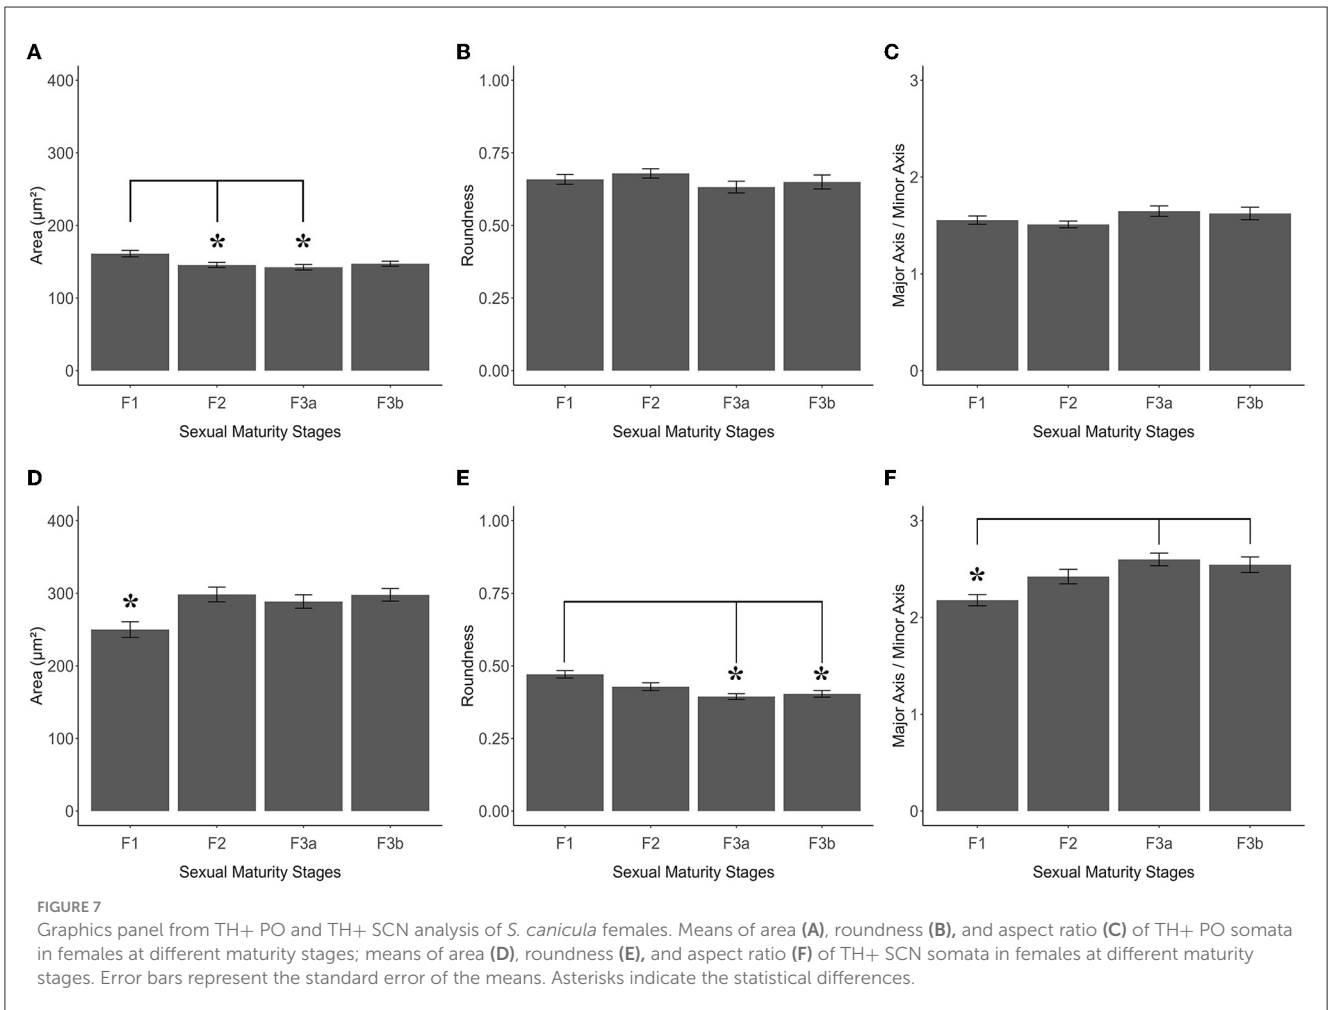 A
400
300
200
100
0
Area (µm²)
F1 F2 F3a F3b
Sexual Maturity Stages
B
1.00
0.75
0.50
0.25
0.00
Roundness
F1 F2 F3a F3b
Sexual Maturity Stages
C
3
2
1
0
Major Axis / Minor Axis
F1 F2 F3a F3b
Sexual Maturity Stages
D
400
300
200
100
0
Area (µm²)
*
F1 F2 F3a F3b
Sexual Maturity Stages
E
1.00
0.75
0.50
0.25
0.00
Roundness
* *
F1 F2 F3a F3b
Sexual Maturity Stages
F
3
2
1
0
Major Axis / Minor Axis
*
F1 F2 F3a F3b
Sexual Maturity Stages
FIGURE 7
Graphics panel from TH+ PO and TH+ SCN analysis of S. canicula females. Means of area (A), roundness (B), and aspect ratio (C) of TH+ PO somata
in females at different maturity stages; means of area (D), roundness (E), and aspect ratio (F) of TH+ SCN somata in females at different maturity
stages. Error bars represent the standard error of the means. Asterisks indicate the statistical differences.